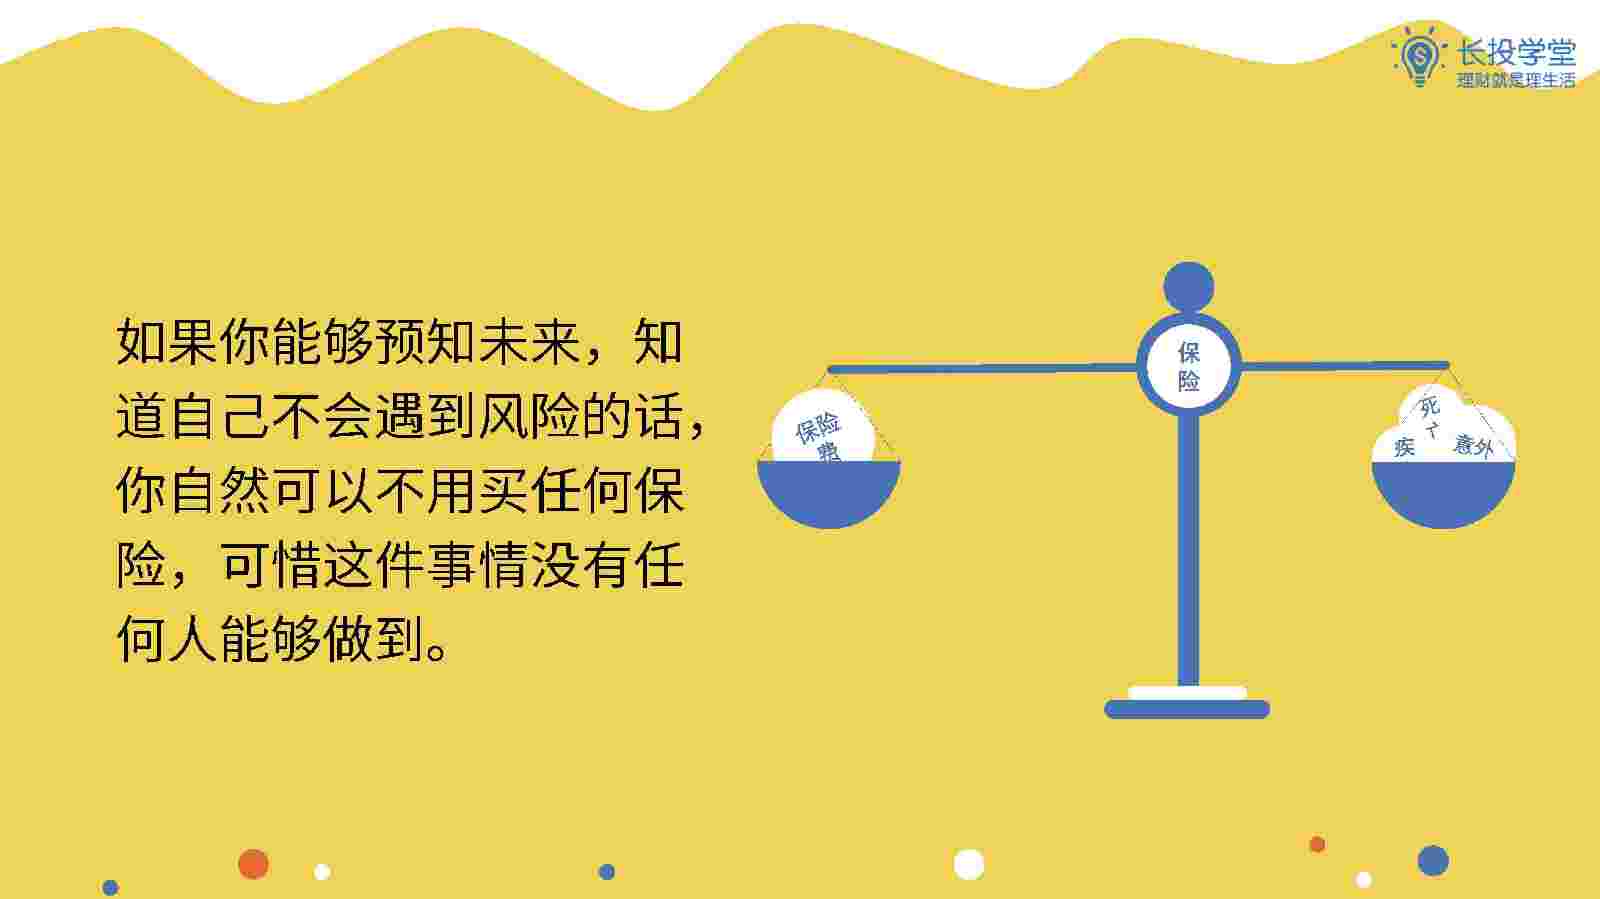 长投学堂
理财就是理生活
如果你能够预知未来，知
道自己不会遇到风险的话，
你自然可以不用买任何保
险，可惜这件事情没有任
何人能够做到。
保
险
保险
费
死
疾
意外